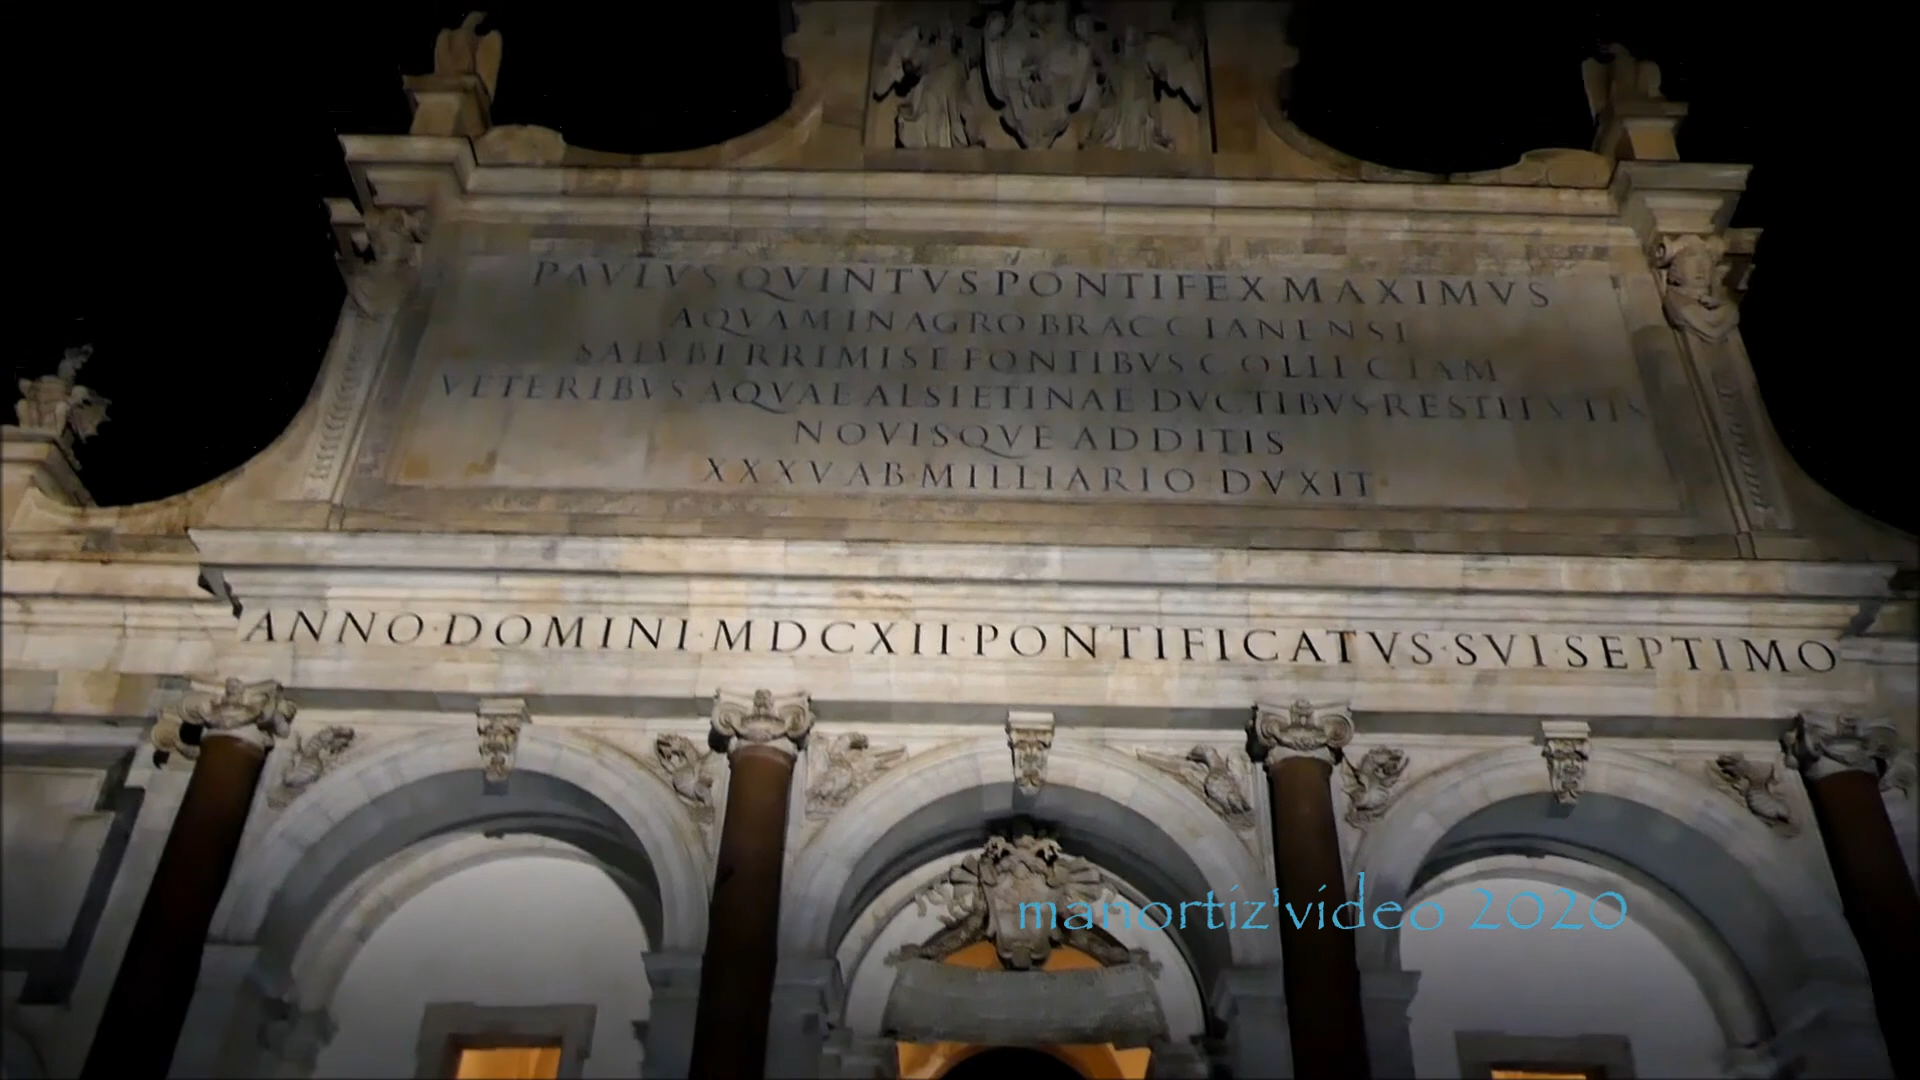 PAVLVS QVINTVS PONTIFEX MAXIMVS
AQVAM IN AGRO BRACCIANENSI
SALVBERRIMIS E FONTIBVS COLLECTAM
VETERIBVS AQVAE ALSIETINAE DVCTIBVS RESTITVTIS
NOVISQVE ADDITIS
XXXV AB MILLIARIO DVXIT
ANNO·DOMINI·MDCXII·PONTIFICATVS·SVI·SEPTIMO
manortiz'video 2020